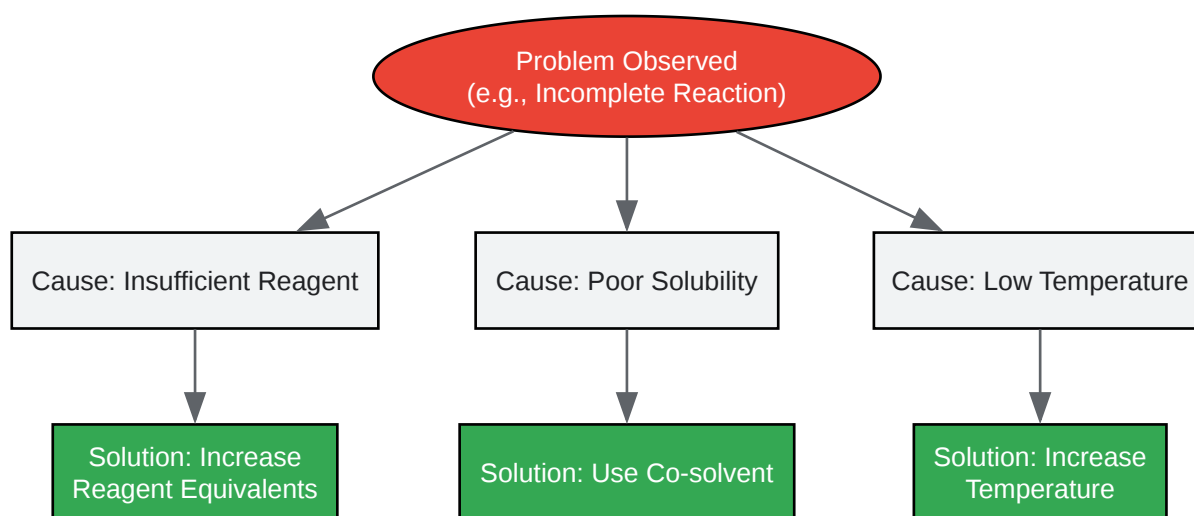 Problem Observed
(e.g., Incomplete Reaction)
Cause: Insufficient Reagent
Cause: Poor Solubility
Cause: Low Temperature
Solution: Increase
Reagent Equivalents
Solution: Use Co-solvent
Solution: Increase
Temperature